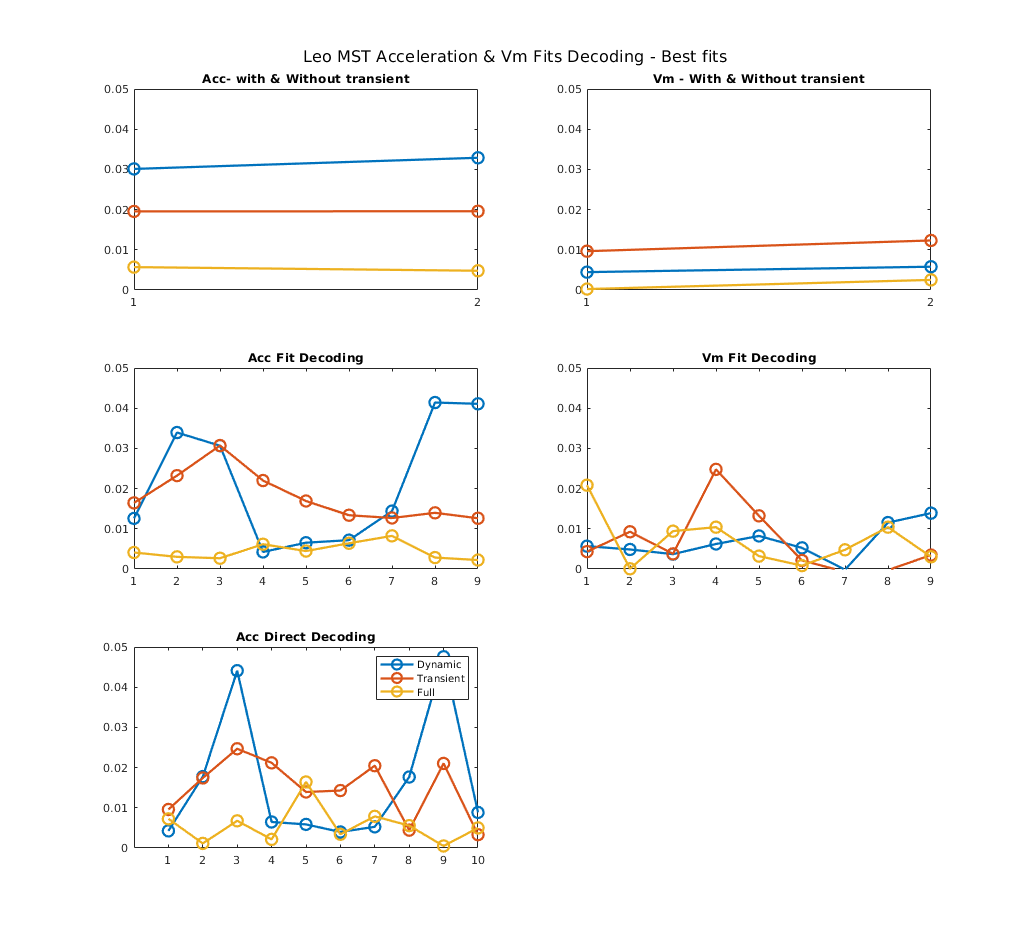 Leo MST Acceleration & Vm Fits Decoding - Best fits
Acc- with & Without transient
0.05
0.04
0.03
0.02
0.01
0
1 2
Vm - With & Without transient
0.05
0.04
0.03
0.02
0.01
0
1 2
Acc Fit Decoding
0.05
0.04
0.03
0.02
0.01
0
1 2 3 4 5 6 7 8 9
Vm Fit Decoding
0.05
0.04
0.03
0.02
0.01
0
1 2 3 4 5 6 7 8 9
Acc Direct Decoding
0.05
0.04
0.03
0.02
0.01
0
1 2 3 4 5 6 7 8 9 10
Dynamic
Transient
Full